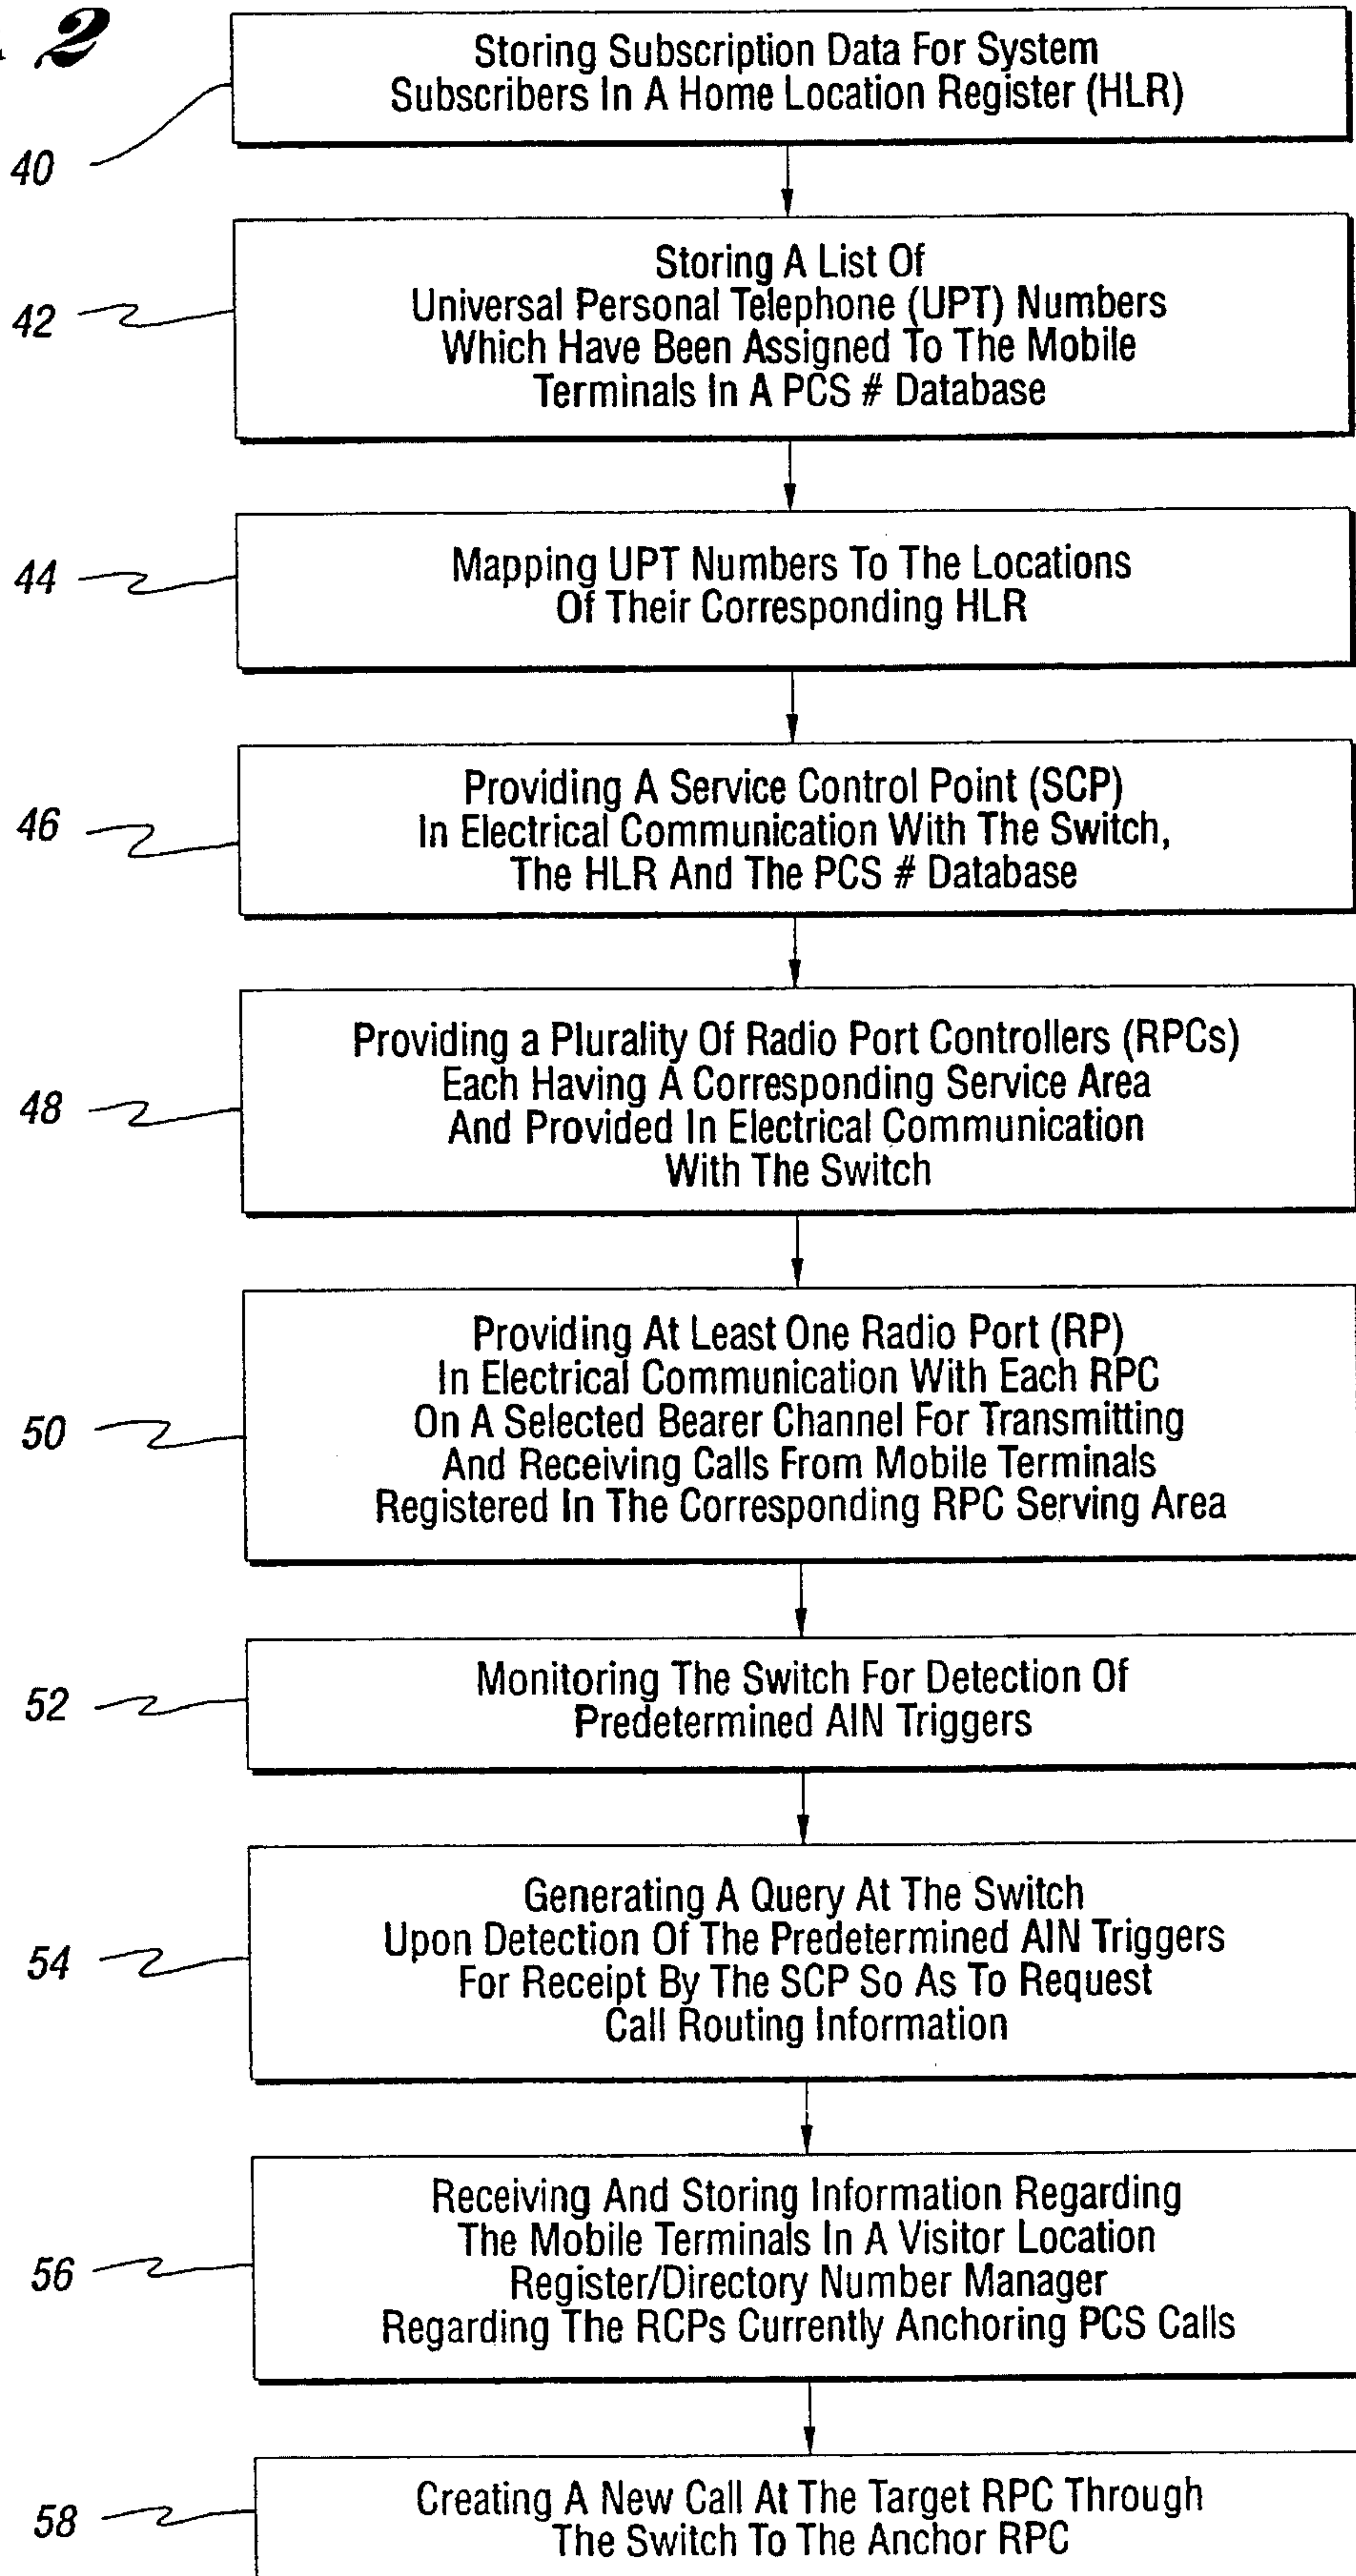 2
Storing Subscription Data For System
Subscribers In A Home Location Register (HLR)
40
Storing A List Of
Universal Personal Telephone (UPT) Numbers
Which Have Been Assigned To The Mobile
Terminals In A PCS # Database
42
Mapping UPT Numbers To The Locations
Of Their Corresponding HLR
44
Providing A Service Control Point (SCP)
In Electrical Communication With The Switch,
The HLR And The PCS # Database
46
Providing a Plurality Of Radio Port Controllers (RPCs)
Each Having A Corresponding Service Area
And Provided In Electrical Communication
With The Switch
48
Providing At Least One Radio Port (RP)
In Electrical Communication With Each RPC
On A Selected Bearer Channel For Transmitting
And Receiving Calls From Mobile Terminals
Registered In The Corresponding RPC Serving Area
50
Monitoring The Switch For Detection Of
Predetermined AIN Triggers
52
Generating A Query At The Switch
Upon Detection Of The Predetermined AIN Triggers
For Receipt By The SCP So As To Request
Call Routing Information
54
Receiving And Storing Information Regarding
The Mobile Terminals In A Visitor Location
Register/Directory Number Manager
Regarding The RCPs Currently Anchoring PCS Calls
56
Creating A New Call At The Target RPC Through
The Switch To The Anchor RPC
58